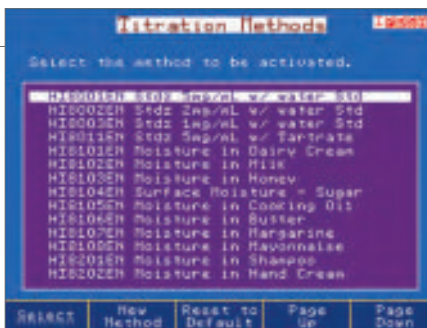 Titration Methods
Select the method to be activated.
HI8001EN Stdz 5mg/mL w/ water Std
HI8002EN Stdz 2mg/mL w/ water Std
HI8003EN Stdz 1mg/mL w/ water Std
HI8011EN Stdz 5mg/mL w/ Tartrate
HI8101EN Moisture in Dairy Cream
HI8102EN Moisture in Milk
HI8103EN Moisture in Honey
HI8104EN Surface Moisture - Sugar
HI8105EN Moisture in Cooking Oil
HI8106EN Moisture in Butter
HI8107EN Moisture in Margarine
HI8108EN Moisture in Mayonnaise
HI8201EN Moisture in Shampoo
HI8202EN Moisture in Hand Cream
Select New Method Reset to Default Page Up Page Down